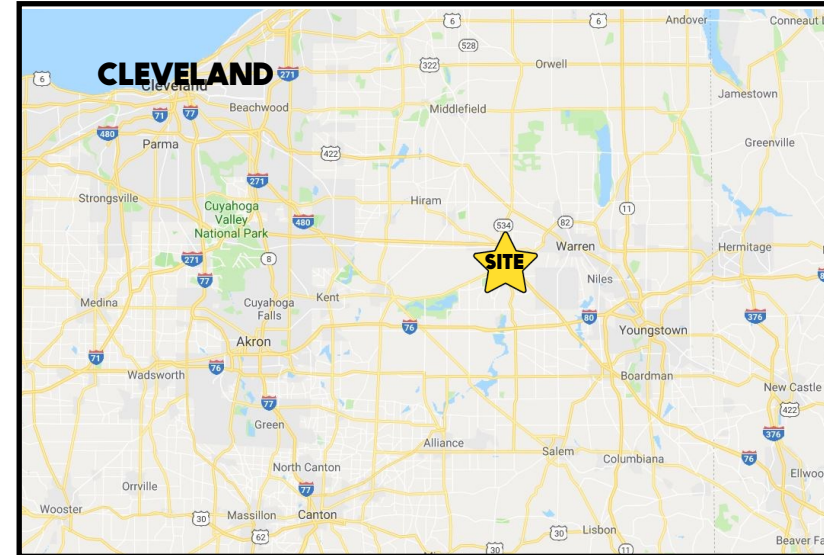 6
6
Andover
Conneaut L
528
CLEVELAND
Cleveland
271
322
Orwell
6
Jamestown
Beachwood
Middlefield
71
77
480
Parma
422
Greenville
271
Strongsville
Cuyahoga
Valley
National Park
Hiram
11
480
534
82
Warren
Hermitage
271
8
SITE
77
Niles
Medina
Cuyahoga
Falls
Kent
76
80
376
Youngstown
Akron
71
76
Wadsworth
Boardman
New Castle
77
422
Green
376
Alliance
Salem
Columbiana
76
North Canton
Ellwoo
77
Orrville
Wooster
30
Massillon
Canton
62
30
Lisbon
30
11
Beaver Fa